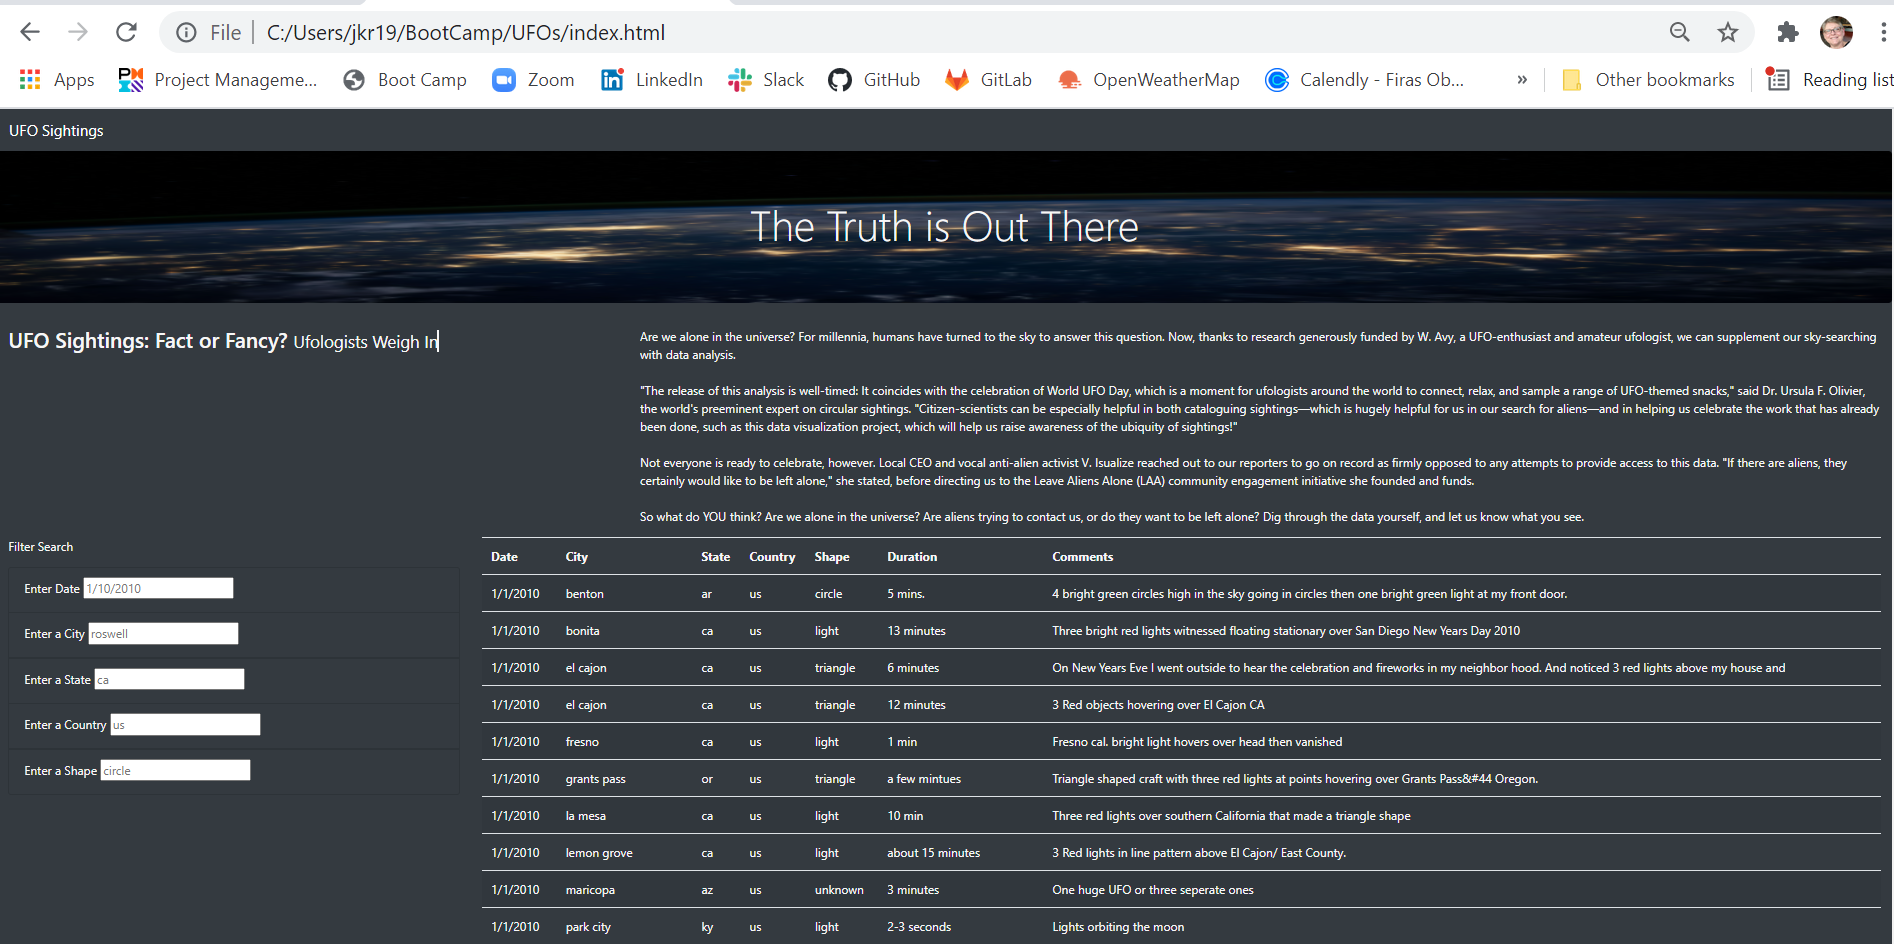 File C:/Users/jkr19/BootCamp/UFOs/index.html
Apps Project Manageme... Boot Camp Zoom LinkedIn Slack GitHub GitLab OpenWeatherMap Calendly - Firas Ob... » Other bookmarks Reading list
UFO Sightings
The Truth is Out There
UFO Sightings: Fact or Fancy? Ufologists Weigh In
Are we alone in the universe? For millennia, humans have turned to the sky to answer this question. Now, thanks to research generously funded by W. Avy, a UFO-enthusiast and amateur ufologist, we can supplement our sky-searching
with data analysis.
"The release of this analysis is well-timed: It coincides with the celebration of World UFO Day, which is a moment for ufologists around the world to connect, relax, and sample a range of UFO-themed snacks," said Dr. Ursula F. Olivier,
the world's preeminent expert on circular sightings. "Citizen-scientists can be especially helpful in both cataloguing sightings—which is hugely helpful for us in our search for aliens—and in helping us celebrate the work that has already
been done, such as this data visualization project, which will help us raise awareness of the ubiquity of sightings!"
Not everyone is ready to celebrate, however. Local CEO and vocal anti-alien activist V. Isualize reached out to our reporters to go on record as firmly opposed to any attempts to provide access to this data. "If there are aliens, they
certainly would like to be left alone," she stated, before directing us to the Leave Aliens Alone (LAA) community engagement initiative she founded and funds.
So what do YOU think? Are we alone in the universe? Are aliens trying to contact us, or do they want to be left alone? Dig through the data yourself, and let us know what you see.
Filter Search
Enter Date 1/10/2010
Enter a City roswell
Enter a State ca
Enter a Country us
Enter a Shape circle
Date City State Country Shape Duration Comments
1/1/2010 benton ar us circle 5 mins. 4 bright green circles high in the sky going in circles then one bright green light at my front door.
1/1/2010 bonita ca us light 13 minutes Three bright red lights witnessed floating stationary over San Diego New Years Day 2010
1/1/2010 el cajon ca us triangle 6 minutes On New Years Eve I went outside to hear the celebration and fireworks in my neighbor hood. And noticed 3 red lights above my house and
1/1/2010 el cajon ca us triangle 12 minutes 3 Red objects hovering over El Cajon CA
1/1/2010 fresno ca us light 1 min Fresno cal. bright light hovers over head then vanished
1/1/2010 grants pass or us triangle a few mintues Triangle shaped craft with three red lights at points hovering over Grants Pass&#44 Oregon.
1/1/2010 la mesa ca us light 10 min Three red lights over southern California that made a triangle shape
1/1/2010 lemon grove ca us light about 15 minutes 3 Red lights in line pattern above El Cajon/ East County.
1/1/2010 maricopa az us unknown 3 minutes One huge UFO or three seperate ones
1/1/2010 park city ky us light 2-3 seconds Lights orbiting the moon